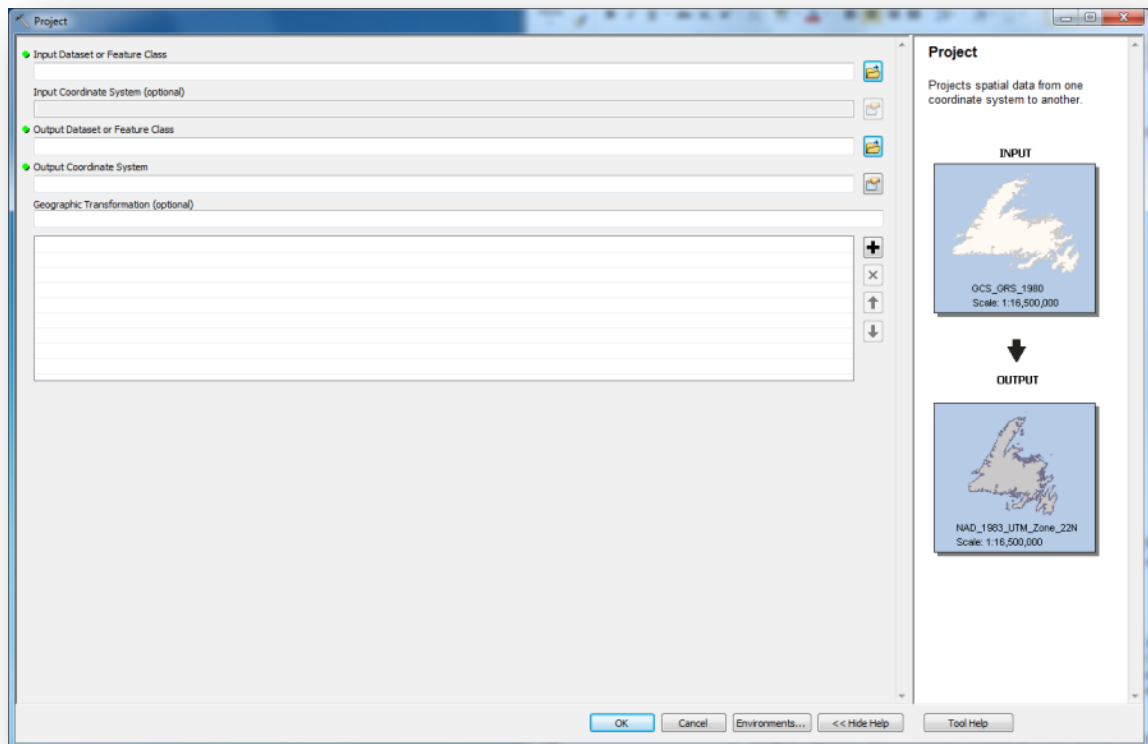 Project
Input Dataset or Feature Class
Input Coordinate System (optional)
Output Dataset or Feature Class
Output Coordinate System
Geographic Transformation (optional)
Project
Projects spatial data from one
coordinate system to another.
INPUT
GCS_GRS_1980
Scale: 1:16,500,000
OUTPUT
NAD_1983_UTM_Zone_22N
Scale: 1:16,500,000
OK
Cancel
Environments...
<< Hide Help
Tool Help